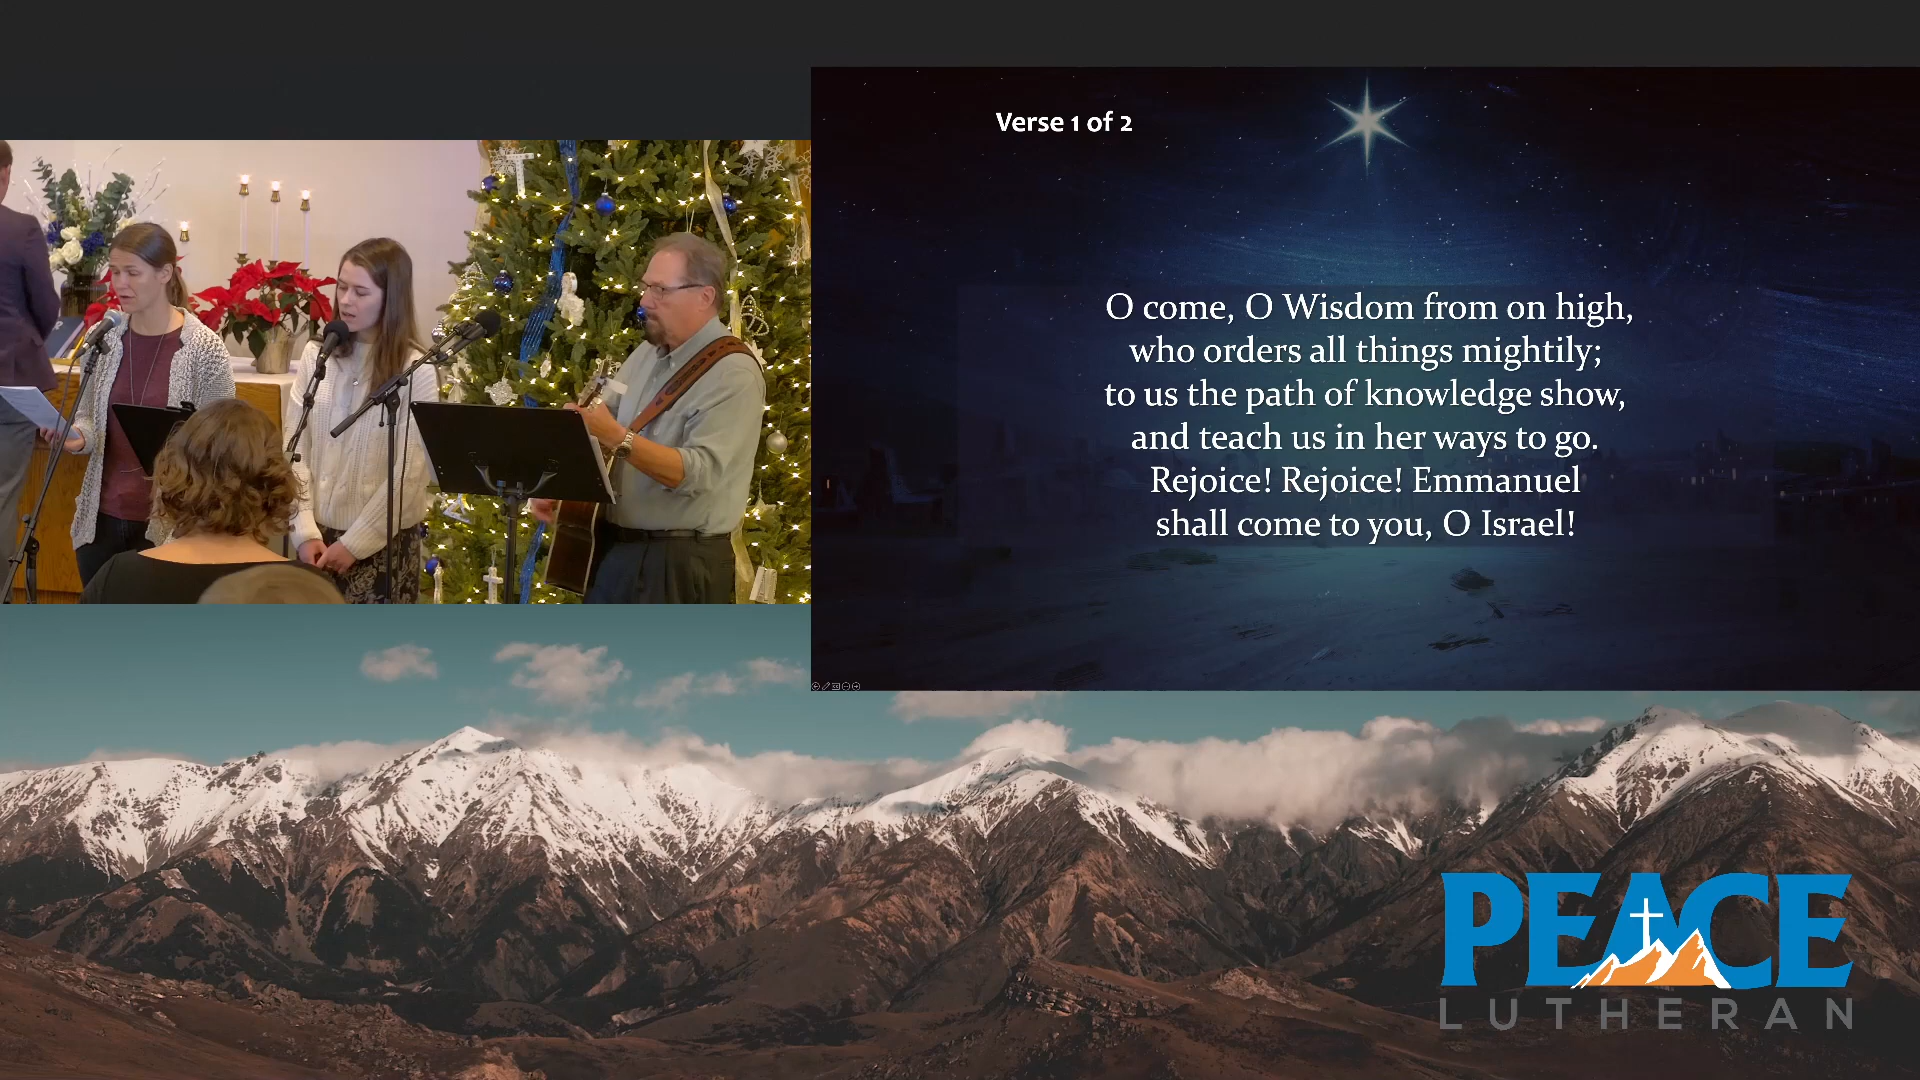 Verse 1 of 2
O come, O Wisdom from on high,
who orders all things mightily;
to us the path of knowledge show,
and teach us in her ways to go.
Rejoice! Rejoice! Emmanuel
shall come to you, O Israel!
PEACE
LUTHERAN